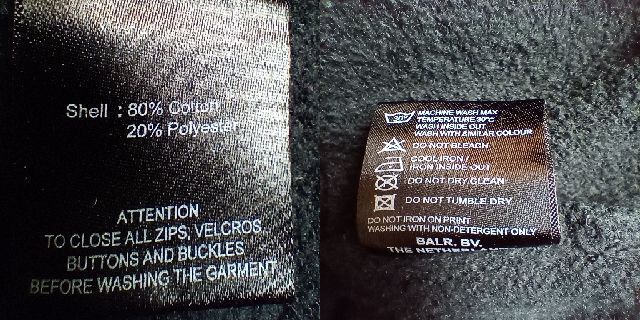 Shell : 80% Cotton
20% Polyester
ATTENTION
TO CLOSE ALL ZIPS, VELCROS
BUTTONS AND BUCKLES
BEFORE WASHING THE GARMENT
30°
MACHINE WASH MAX
TEMPERATURE 30°C
WASH INSIDE OUT
WASH WITH SIMILAR COLOUR
DO NOT BLEACH
COOL IRON /
IRON INSIDE OUT
DO NOT DRY CLEAN
DO NOT TUMBLE DRY
DO NOT IRON ON PRINT
WASHING WITH NON-DETERGENT ONLY
BALR. BV.
THE